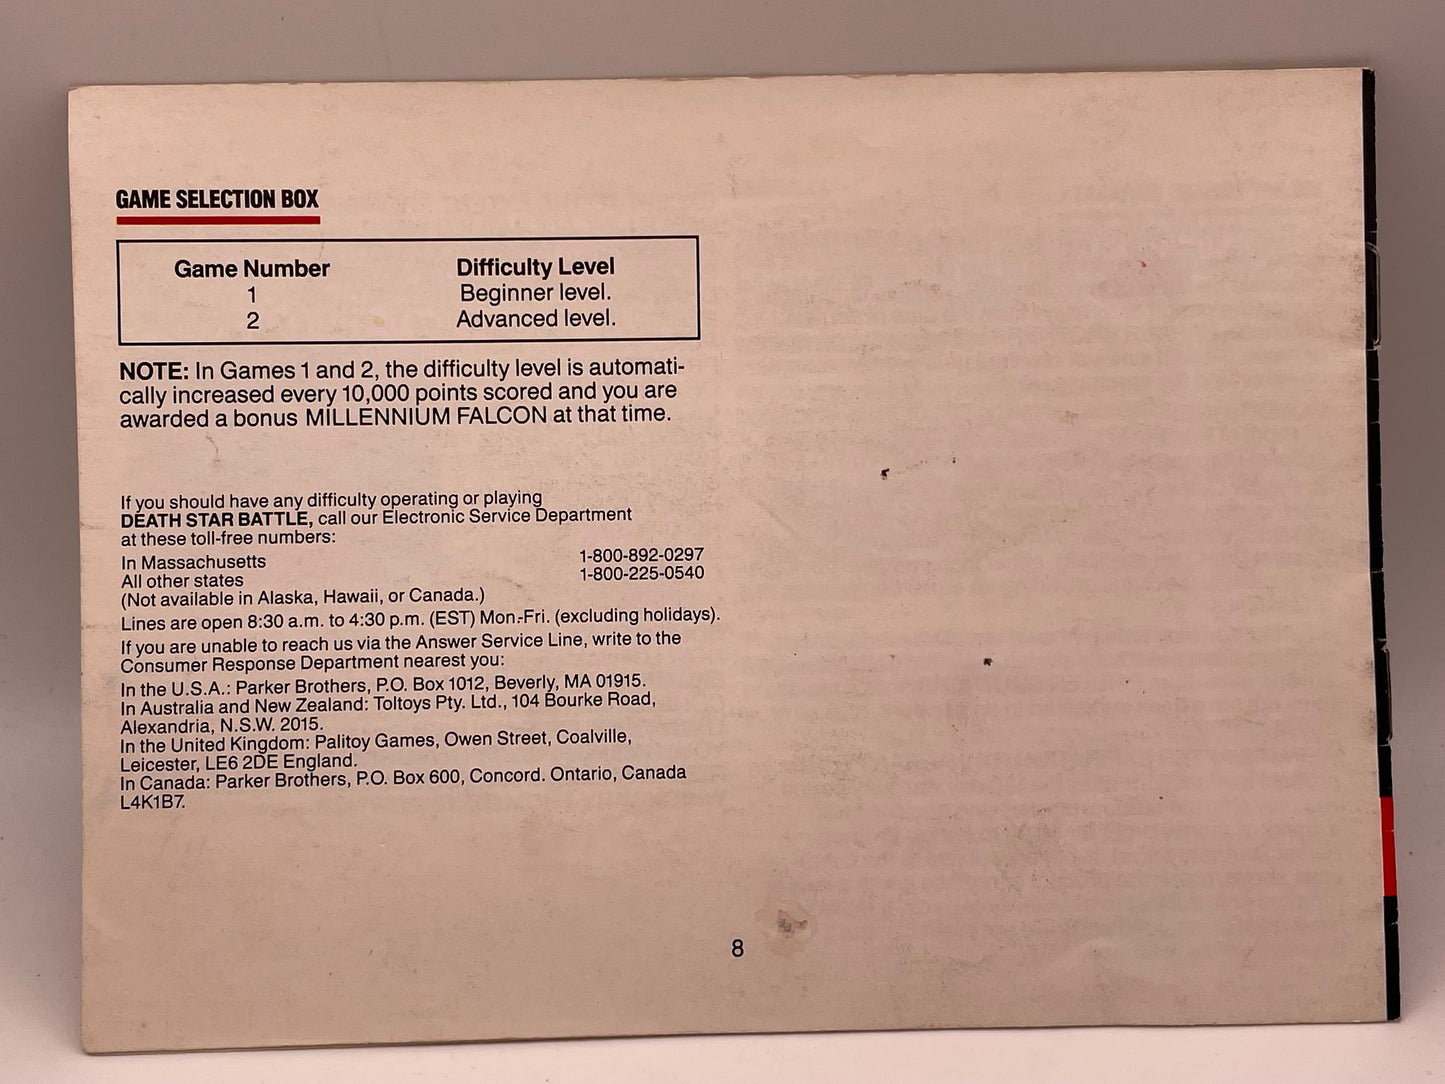 GAME SELECTION BOX
Game Number Difficulty Level
1 Beginner level.
2 Advanced level.
NOTE: In Games 1 and 2, the difficulty level is automati-
cally increased every 10,000 points scored and you are
awarded a bonus MILLENNIUM FALCON at that time.
If you should have any difficulty operating or playing
DEATH STAR BATTLE, call our Electronic Service Department
at these toll-free numbers:
In Massachusetts 1-800-892-0297
All other states 1-800-225-0540
(Not available in Alaska, Hawaii, or Canada.)
Lines are open 8:30 a.m. to 4:30 p.m. (EST) Mon.-Fri. (excluding holidays).
If you are unable to reach us via the Answer Service Line, write to the
Consumer Response Department nearest you:
In the U.S.A.: Parker Brothers, P.O. Box 1012, Beverly, MA 01915.
In Australia and New Zealand: Toltoys Pty. Ltd., 104 Bourke Road,
Alexandria, N.S.W. 2015.
In the United Kingdom: Palitoy Games, Owen Street, Coalville,
Leicester, LE6 2DE England.
In Canada: Parker Brothers, P.O. Box 600, Concord. Ontario, Canada
L4K1B7.
8